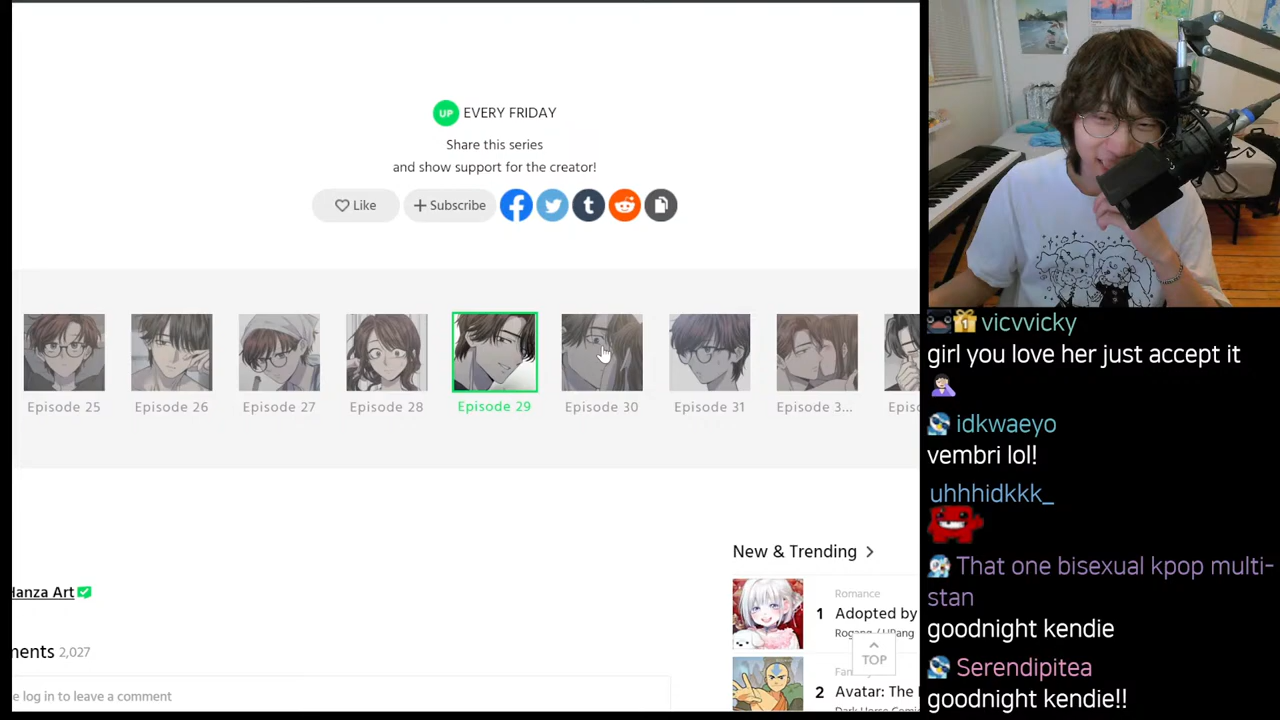 UP EVERY FRIDAY
Share this series
and show support for the creator!
Like
+ Subscribe
Episode 25
Episode 26
Episode 27
Episode 28
Episode 29
Episode 30
Episode 31
Episode 3...
New & Trending
Hanza Art
2,027
Romance
1 Adopted by
TOP
2 Avatar: The
log in to leave a comment
vicvvicky
girl you love her just accept it
idkwaeyo
vembri lol!
uhhhidkkk_
That one bisexual kpop multi-
stan
goodnight kendie
Serendipitea
goodnight kendie!!